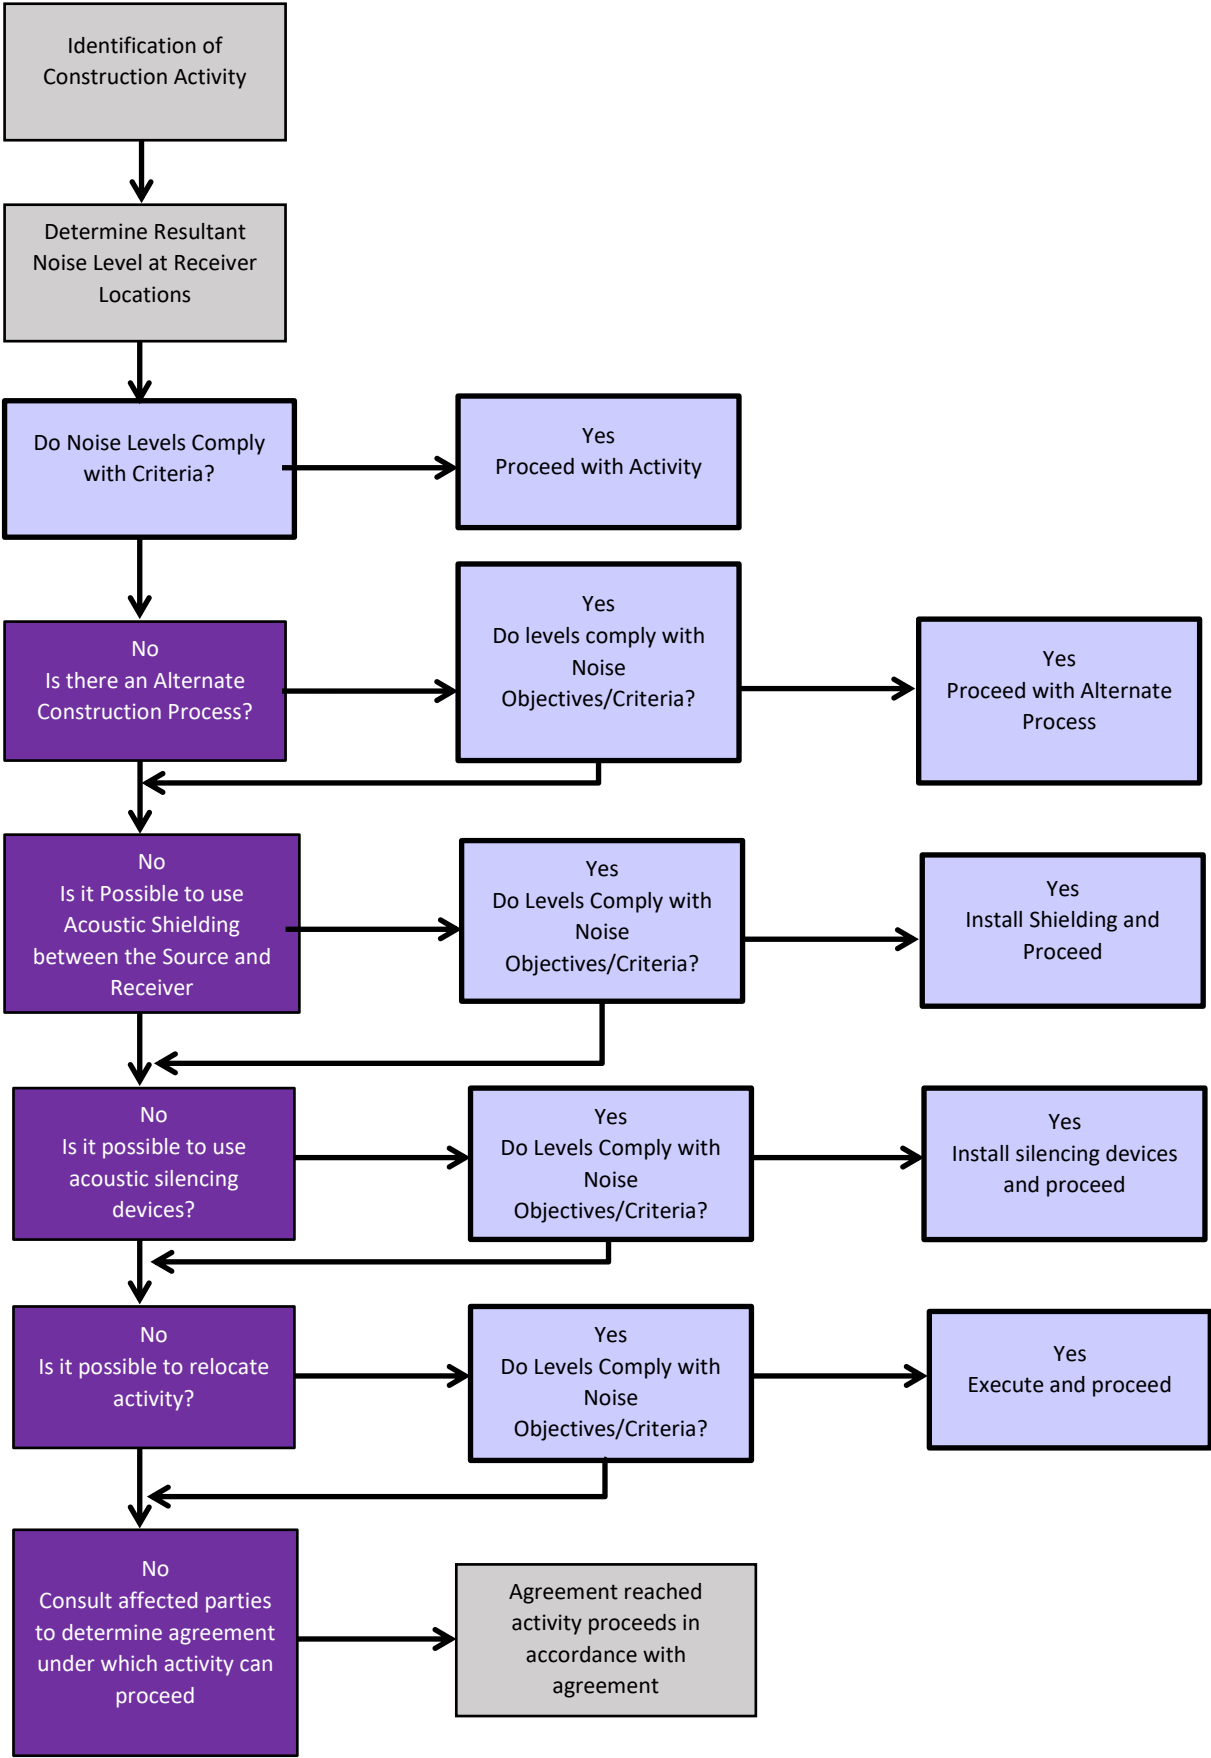 Identification of
Construction Activity
Determine Resultant
Noise Level at Receiver
Locations
Do Noise Levels Comply
with Criteria?
Yes
Proceed with Activity
No
Is there an Alternate
Construction Process?
Yes
Do levels comply with
Noise
Objectives/Criteria?
Yes
Proceed with Alternate
Process
No
Is it Possible to use
Acoustic Shielding
between the Source and
Receiver
Yes
Do Levels Comply with
Noise
Objectives/Criteria?
Yes
Install Shielding and
Proceed
No
Is it possible to use
acoustic silencing
devices?
Yes
Do Levels Comply with
Noise
Objectives/Criteria?
Yes
Install silencing devices
and proceed
No
Is it possible to relocate
activity?
Yes
Do Levels Comply with
Noise
Objectives/Criteria?
Yes
Execute and proceed
No
Consult affected parties
to determine agreement
under which activity can
proceed
Agreement reached
activity proceeds in
accordance with
agreement